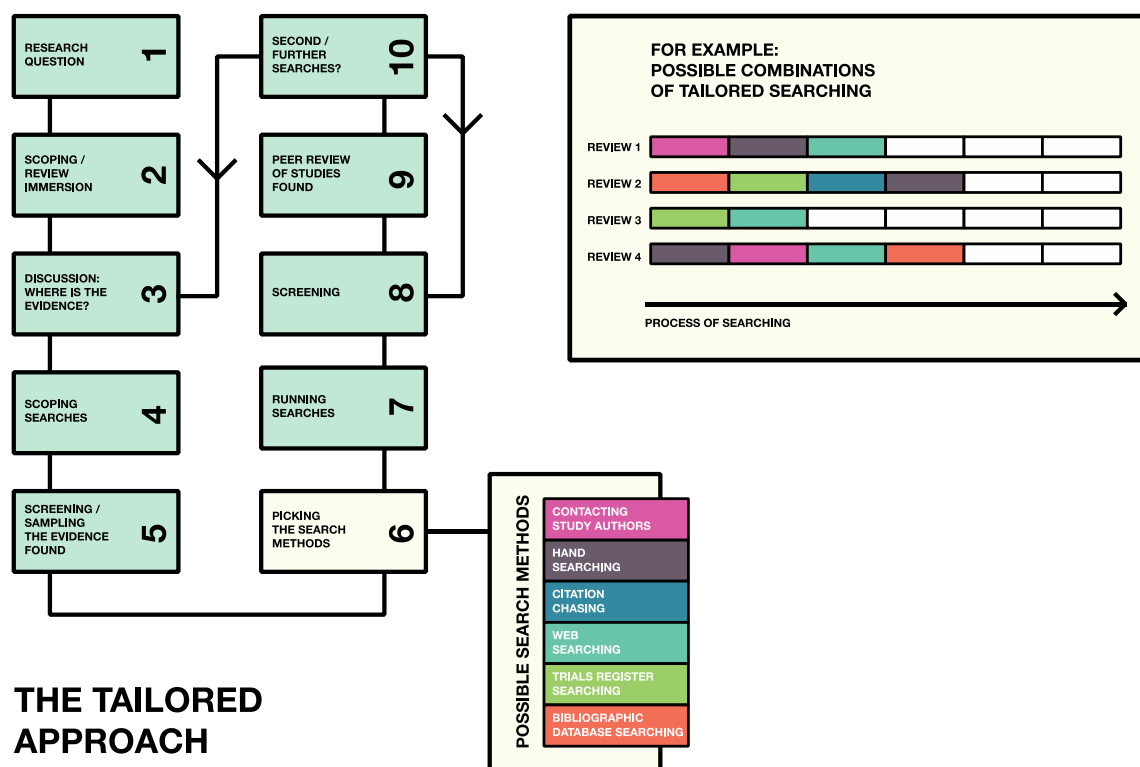 RESEARCH
QUESTION
1
SCOPING /
REVIEW
IMMERSION
2
DISCUSSION:
WHERE IS THE
EVIDENCE?
3
SCOPING
SEARCHES
4
SCREENING /
SAMPLING
THE EVIDENCE
FOUND
5
PICKING
THE SEARCH
METHODS
6
RUNNING
SEARCHES
7
SCREENING
8
PEER REVIEW
OF STUDIES
FOUND
9
SECOND /
FURTHER
SEARCHES?
10
POSSIBLE SEARCH METHODS
CONTACTING
STUDY AUTHORS
HAND
SEARCHING
CITATION
CHASING
WEB
SEARCHING
TRIALS REGISTER
SEARCHING
BIBLIOGRAPHIC
DATABASE SEARCHING
FOR EXAMPLE:
POSSIBLE COMBINATIONS
OF TAILORED SEARCHING
REVIEW 1
REVIEW 2
REVIEW 3
REVIEW 4
PROCESS OF SEARCHING
THE TAILORED
APPROACH